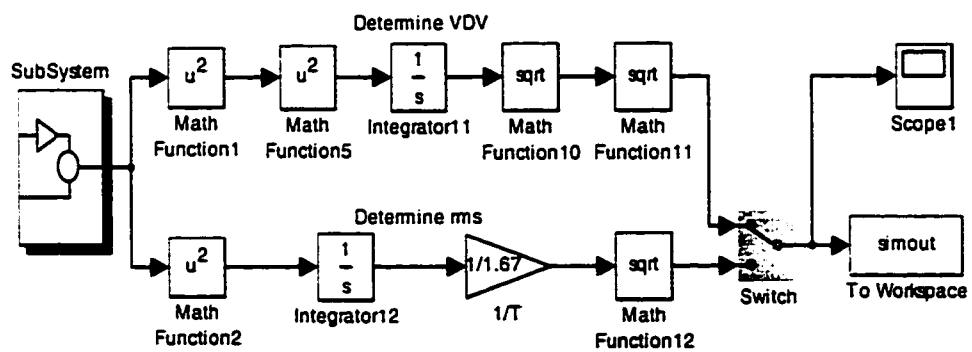 Determine VDV
SubSystem
u²
u²
1
s
sqrt
sqrt
Math
Function1
Math
Function5
Integrator11
Math
Function10
Math
Function11
Scope1
Determine rms
u²
1
s
1/1.67
sqrt
simout
Math
Function2
Integrator12
1/T
Math
Function12
Switch
To Workspace